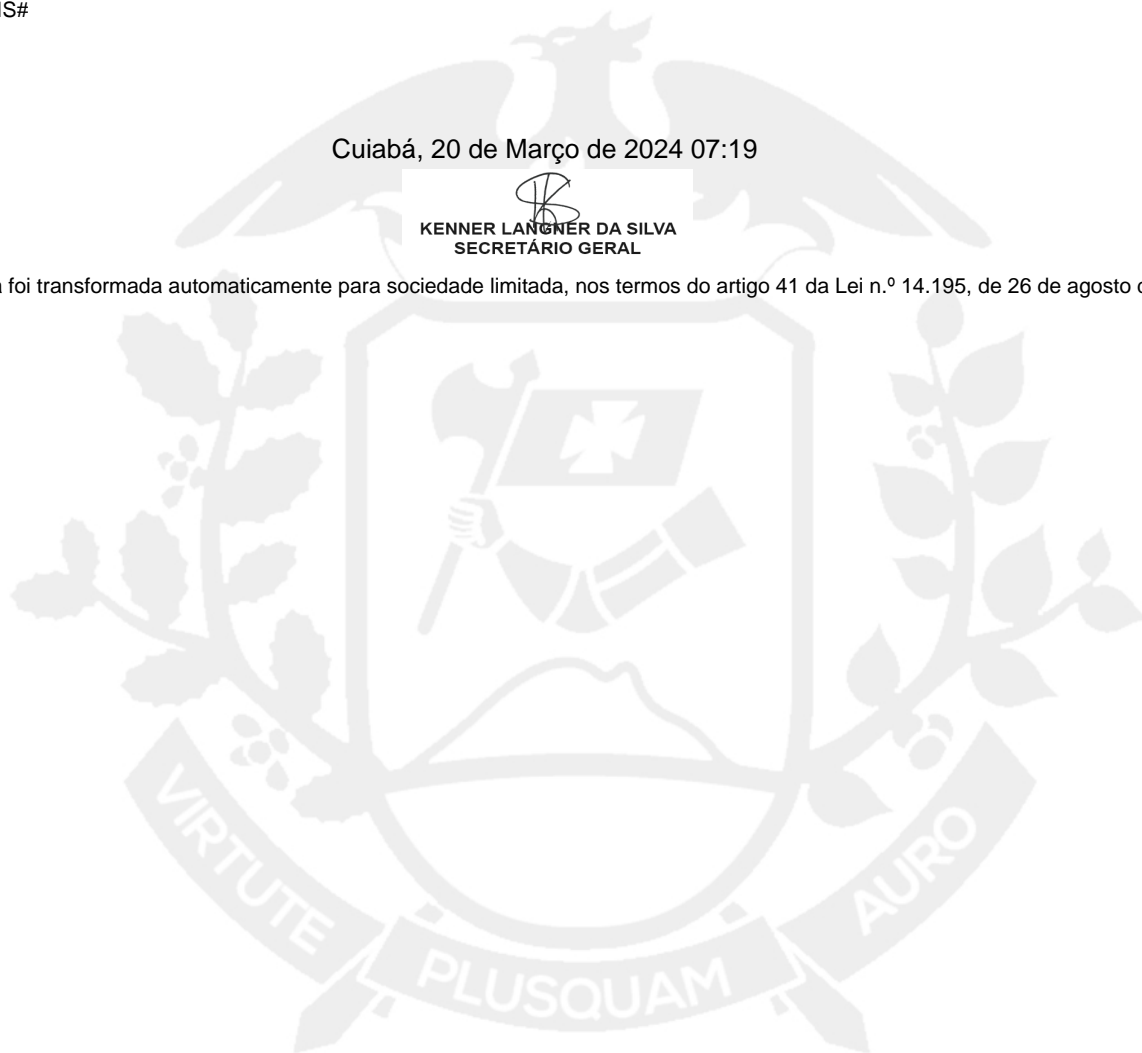 IS#
Cuiabá, 20 de Março de 2024 07:19
KENNER LANGNER DA SILVA
SECRETÁRIO GERAL
foi transformada automaticamente para sociedade limitada, nos termos do artigo 41 da Lei n.º 14.195, de 26 de agosto
VIRTUTE
PLUSQUAM
AURO